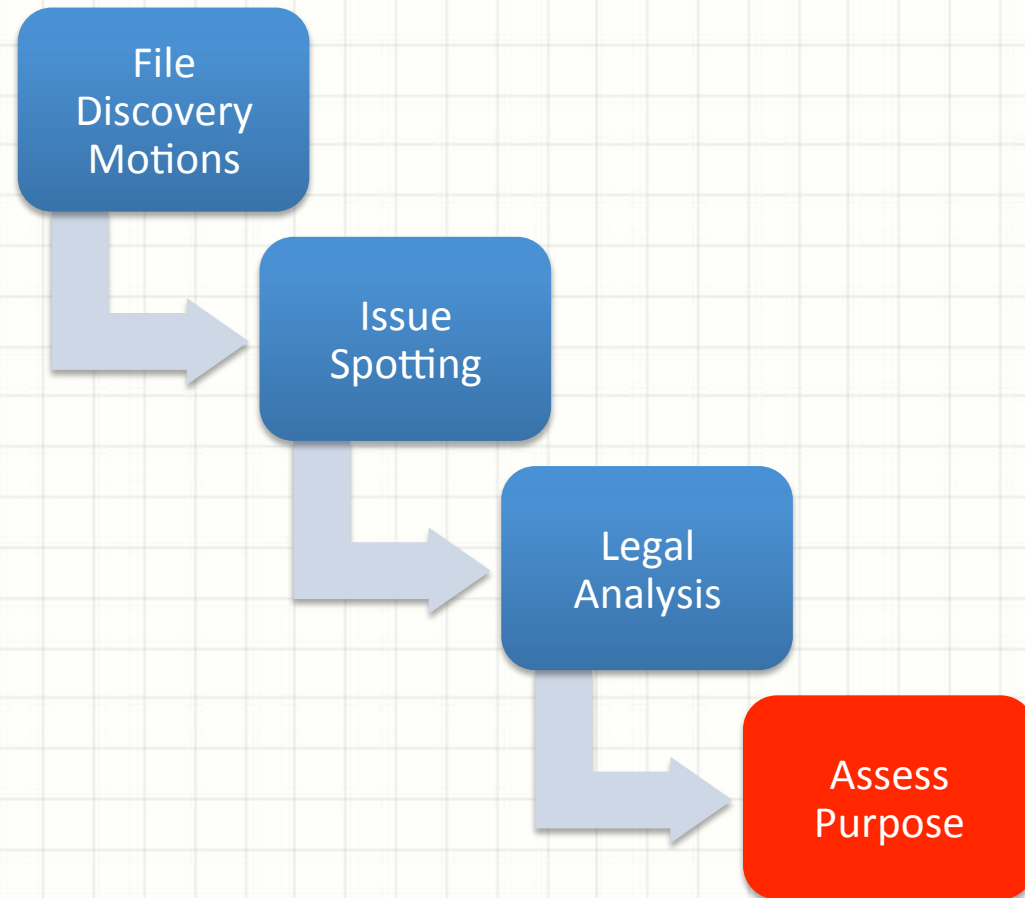 File
Discovery
Motions
Issue
Spotting
Legal
Analysis
Assess
Purpose